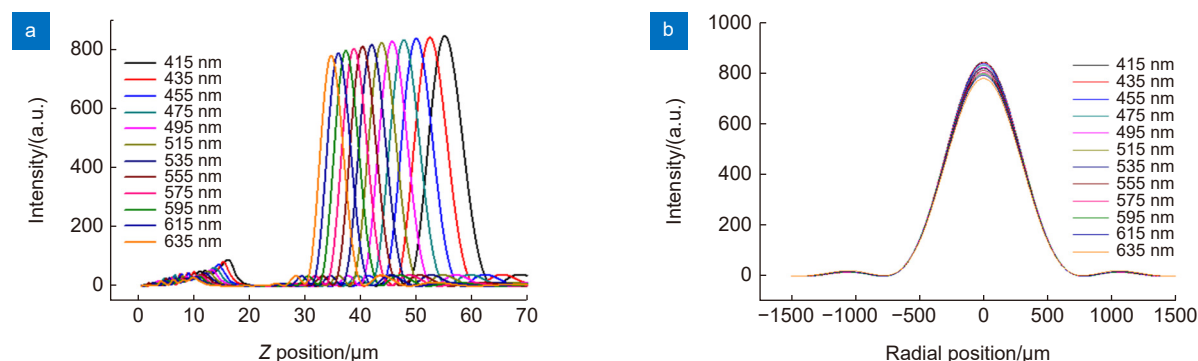 a
Intensity/(a.u.)
800
600
400
200
0
415 nm
435 nm
455 nm
475 nm
495 nm
515 nm
535 nm
555 nm
575 nm
595 nm
615 nm
635 nm
0 10 20 30 40 50 60 70
Z position/μm
b
Intensity/(a.u.)
1000
800
600
400
200
0
415 nm
435 nm
455 nm
475 nm
495 nm
515 nm
535 nm
555 nm
575 nm
595 nm
615 nm
635 nm
−1500 −1000 −500 0 500 1000 1500
Radial position/μm